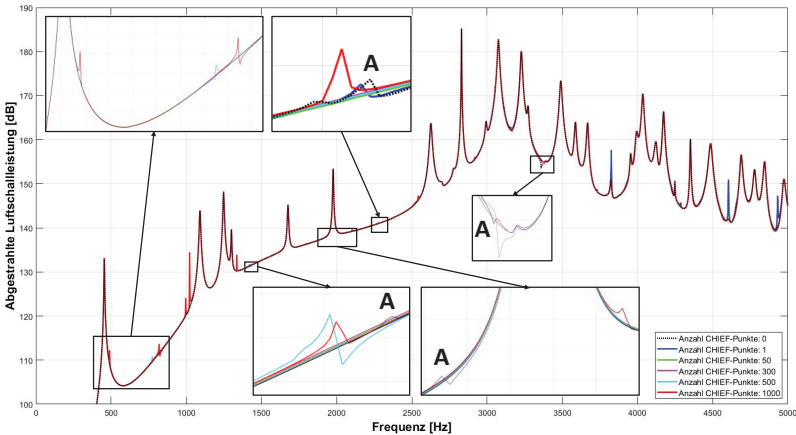 Abgestrahlte Luftschallleistung [dB]
190
180
170
160
150
140
130
120
110
100
A
A
A
A
Anzahl CHIEF-Punkte: 0
Anzahl CHIEF-Punkte: 1
Anzahl CHIEF-Punkte: 50
Anzahl CHIEF-Punkte: 300
Anzahl CHIEF-Punkte: 500
Anzahl CHIEF-Punkte: 1000
0 500 1000 1500 2000 2500 3000 3500 4000 4500 5000
Frequenz [Hz]